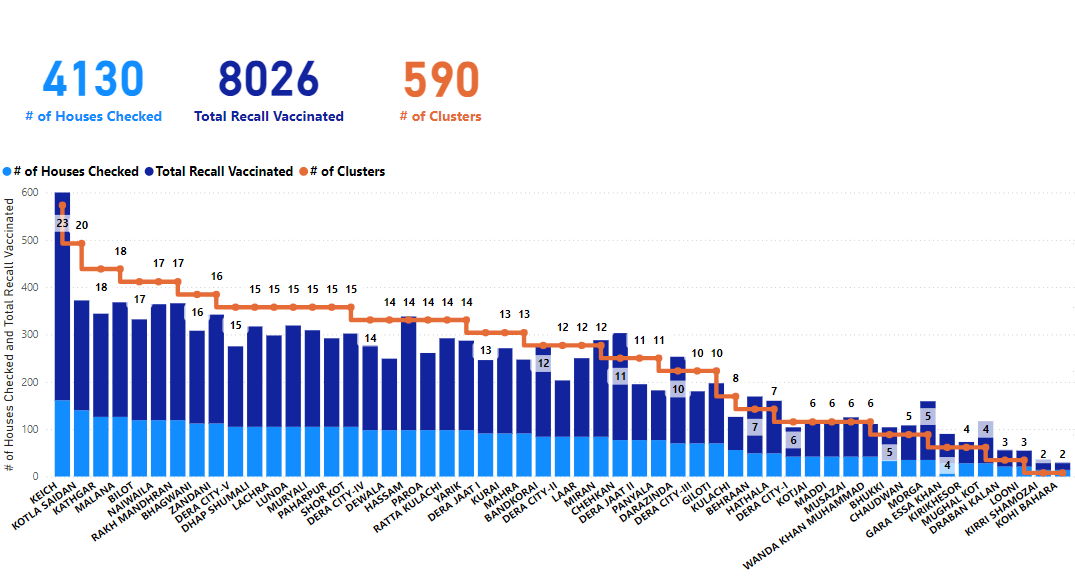 4130
# of Houses Checked
8026
Total Recall Vaccinated
590
# of Clusters
# of Houses Checked Total Recall Vaccinated # of Clusters
# of Houses Checked and Total Recall Vaccinated
600
500
400
300
200
100
0
23 20 18 18 17 17 17 16 16 15 15 15 15 15 15 15 14 14 14 14 14 14 13 13 13 12 12 12 12 11 11 11 10 10 10 8 7 7 6 6 6 6 6 5 5 5 4 4 4 3 3 2 2
KEICH
KOTLA SAIDAN
KATHGAR
MALANA
BILOT
NAIWAILA
RAKH MANDHRAN
BHAGWANI
ZANDANI
DERA CITY-V
DHAP SHUMALI
LACHRA
LUNDA
MURYALI
PAHARPUR
SHOR KOT
DERA CITY-IV
DEWALA
HASSAM
PAROA
RATTA KULACHI
YARIK
DERA JAAT I
KURAI
MAHRA
BANDKORAI
DERA CITY-II
LAAR
MIRAN
CHEHKAN
DERA JAAT II
PANYALA
DARAZINDA
DERA CITY-III
GILOTI
KULACHI
BEHRAAN
HATHALA
DERA CITY-I
KOTJAI
MADDI
MUSAZAI
WANDA KHAN MUHAMMAD
BHUKKI
CHAUDWAN
MORGA
GARA ESSA KHAN
KIRIKHESOR
MUGHAL KOT
DRABAN KALAN
LOONI
KIRRI SHAMOZAI
KOHI BAHARA